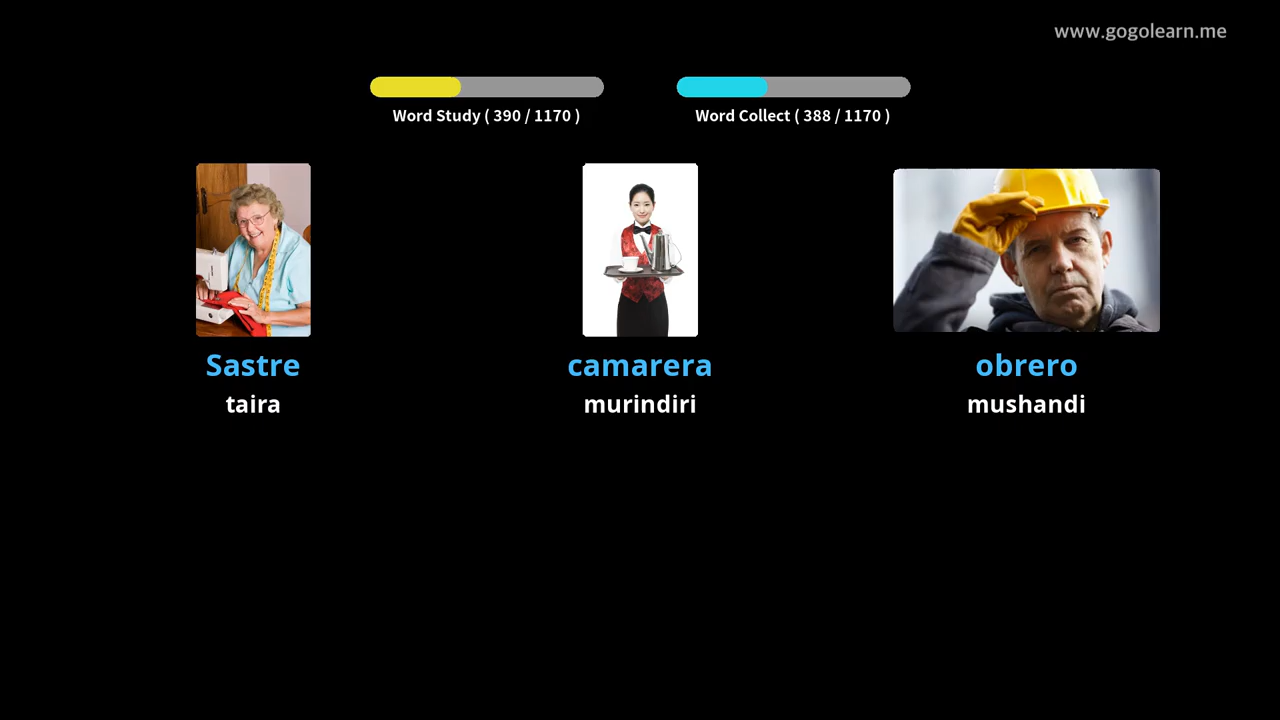 www.gogolearn.me
Word Study ( 390 / 1170 )
Word Collect ( 388 / 1170 )
Sastre
taira
camarera
murindiri
obrero
mushandi